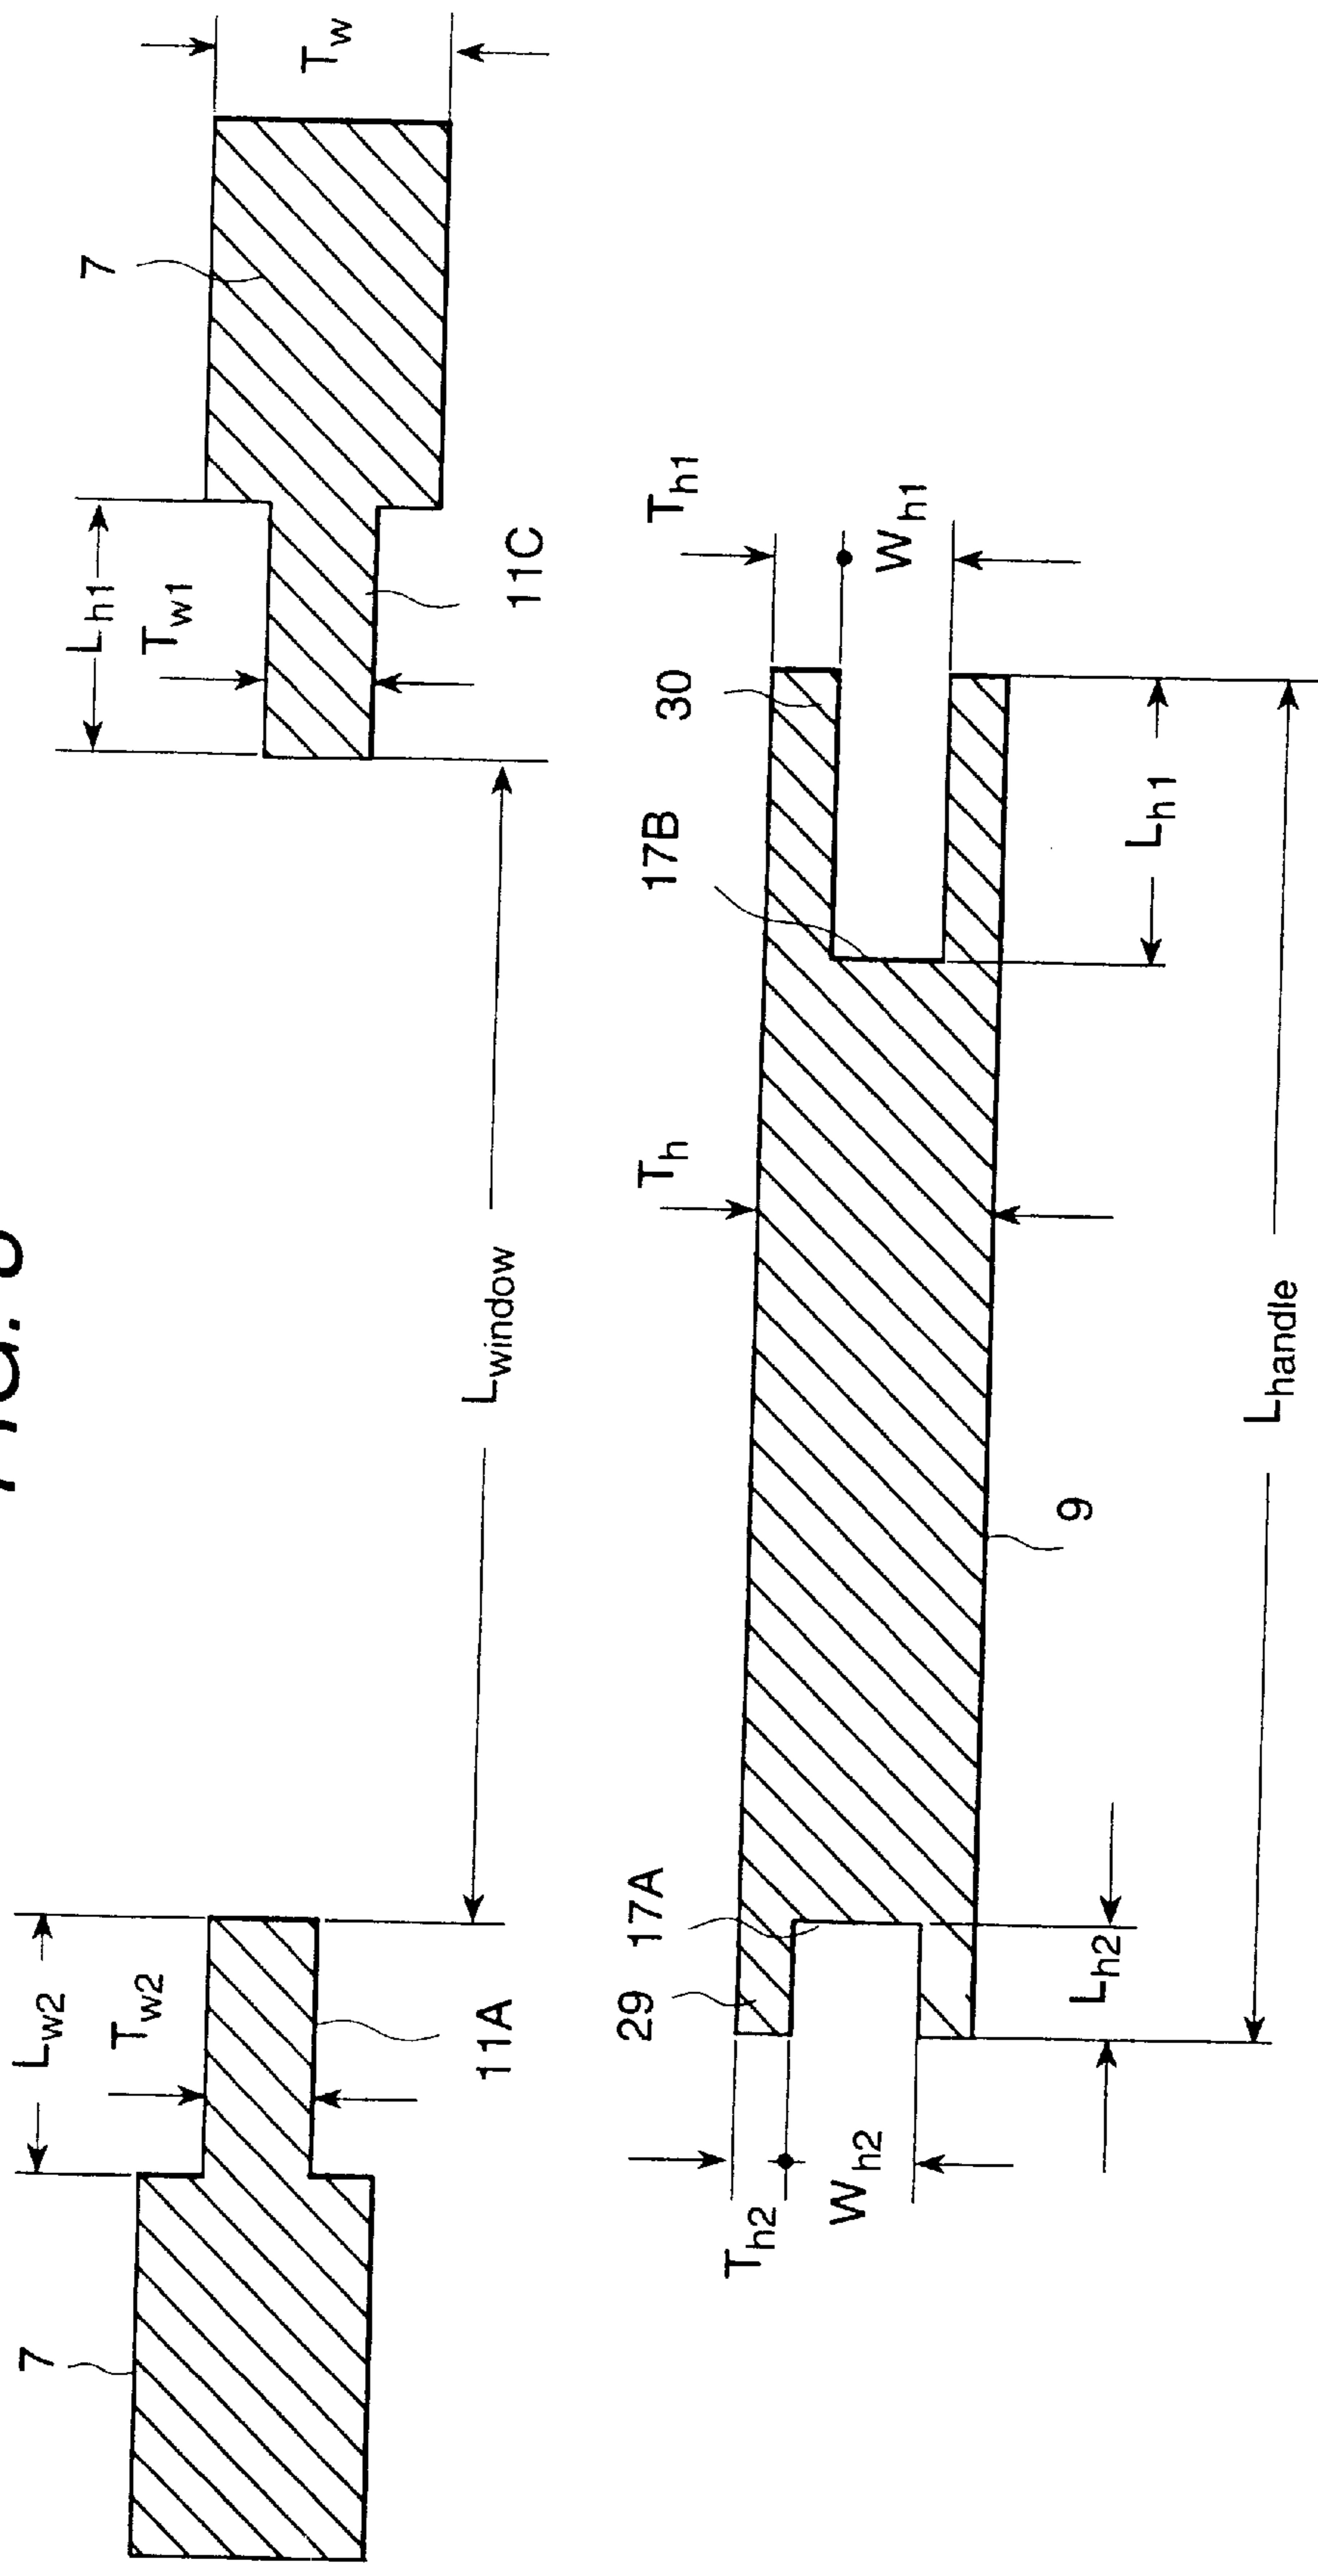 FIG.
7
Lw2
Tw2
11A
Lwindow
Lh1
Tw1
7
11C
Tw
29
17A
Th
17B
30
Th1
Wh1
Th2
Wh2
Lh2
9
Lh1
Lhandle